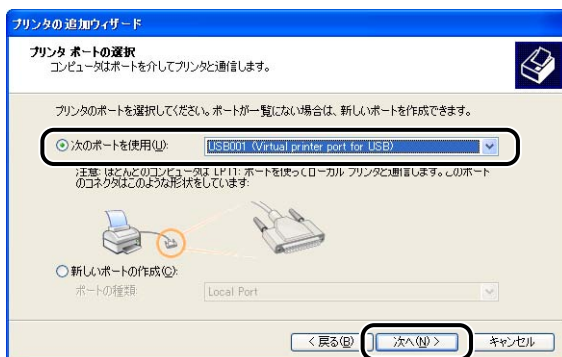 プリンタの追加ウィザード
プリンタ ポートの選択
コンピュータはポートを介してプリンタと通信します。
プリンタのポートを選択してください。ポートが一覧にない場合は、新しいポートを作成できます。
次のポートを使用(U): USB001 (Virtual printer port for USB)
注意: ほとんどのコンピュータは LPT1: ポートを使ってローカル プリンタと通信します。このポート
のコネクタはこのような形状をしています:
新しいポートの作成(C):
ポートの種類: Local Port
< 戻る(B) 次へ(N) > キャンセル